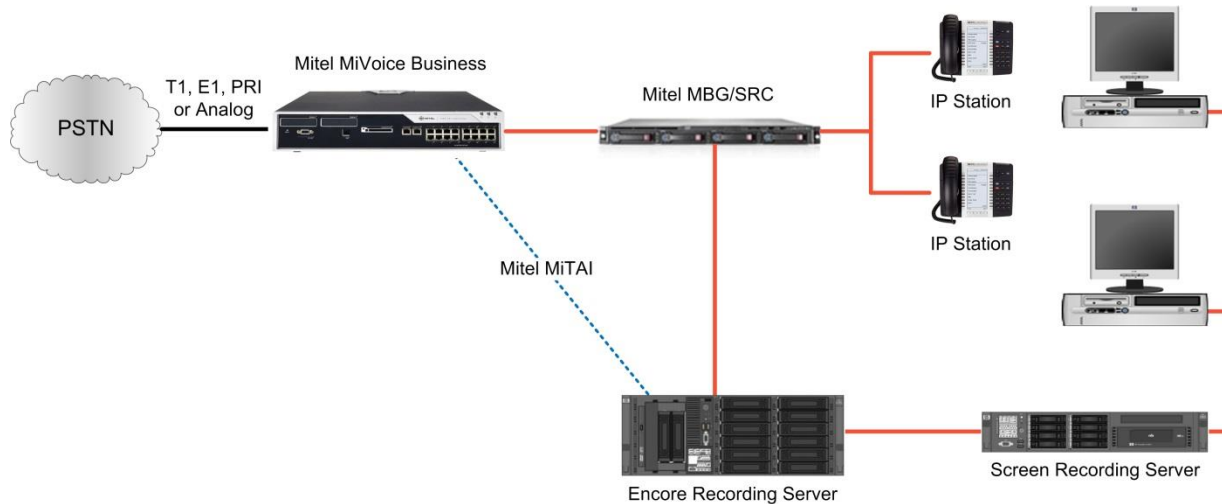 Mitel MiVoice Business
T1, E1, PRI
or Analog
PSTN
Mitel MBG/SRC
IP Station
IP Station
Mitel MiTAI
Encore Recording Server
Screen Recording Server